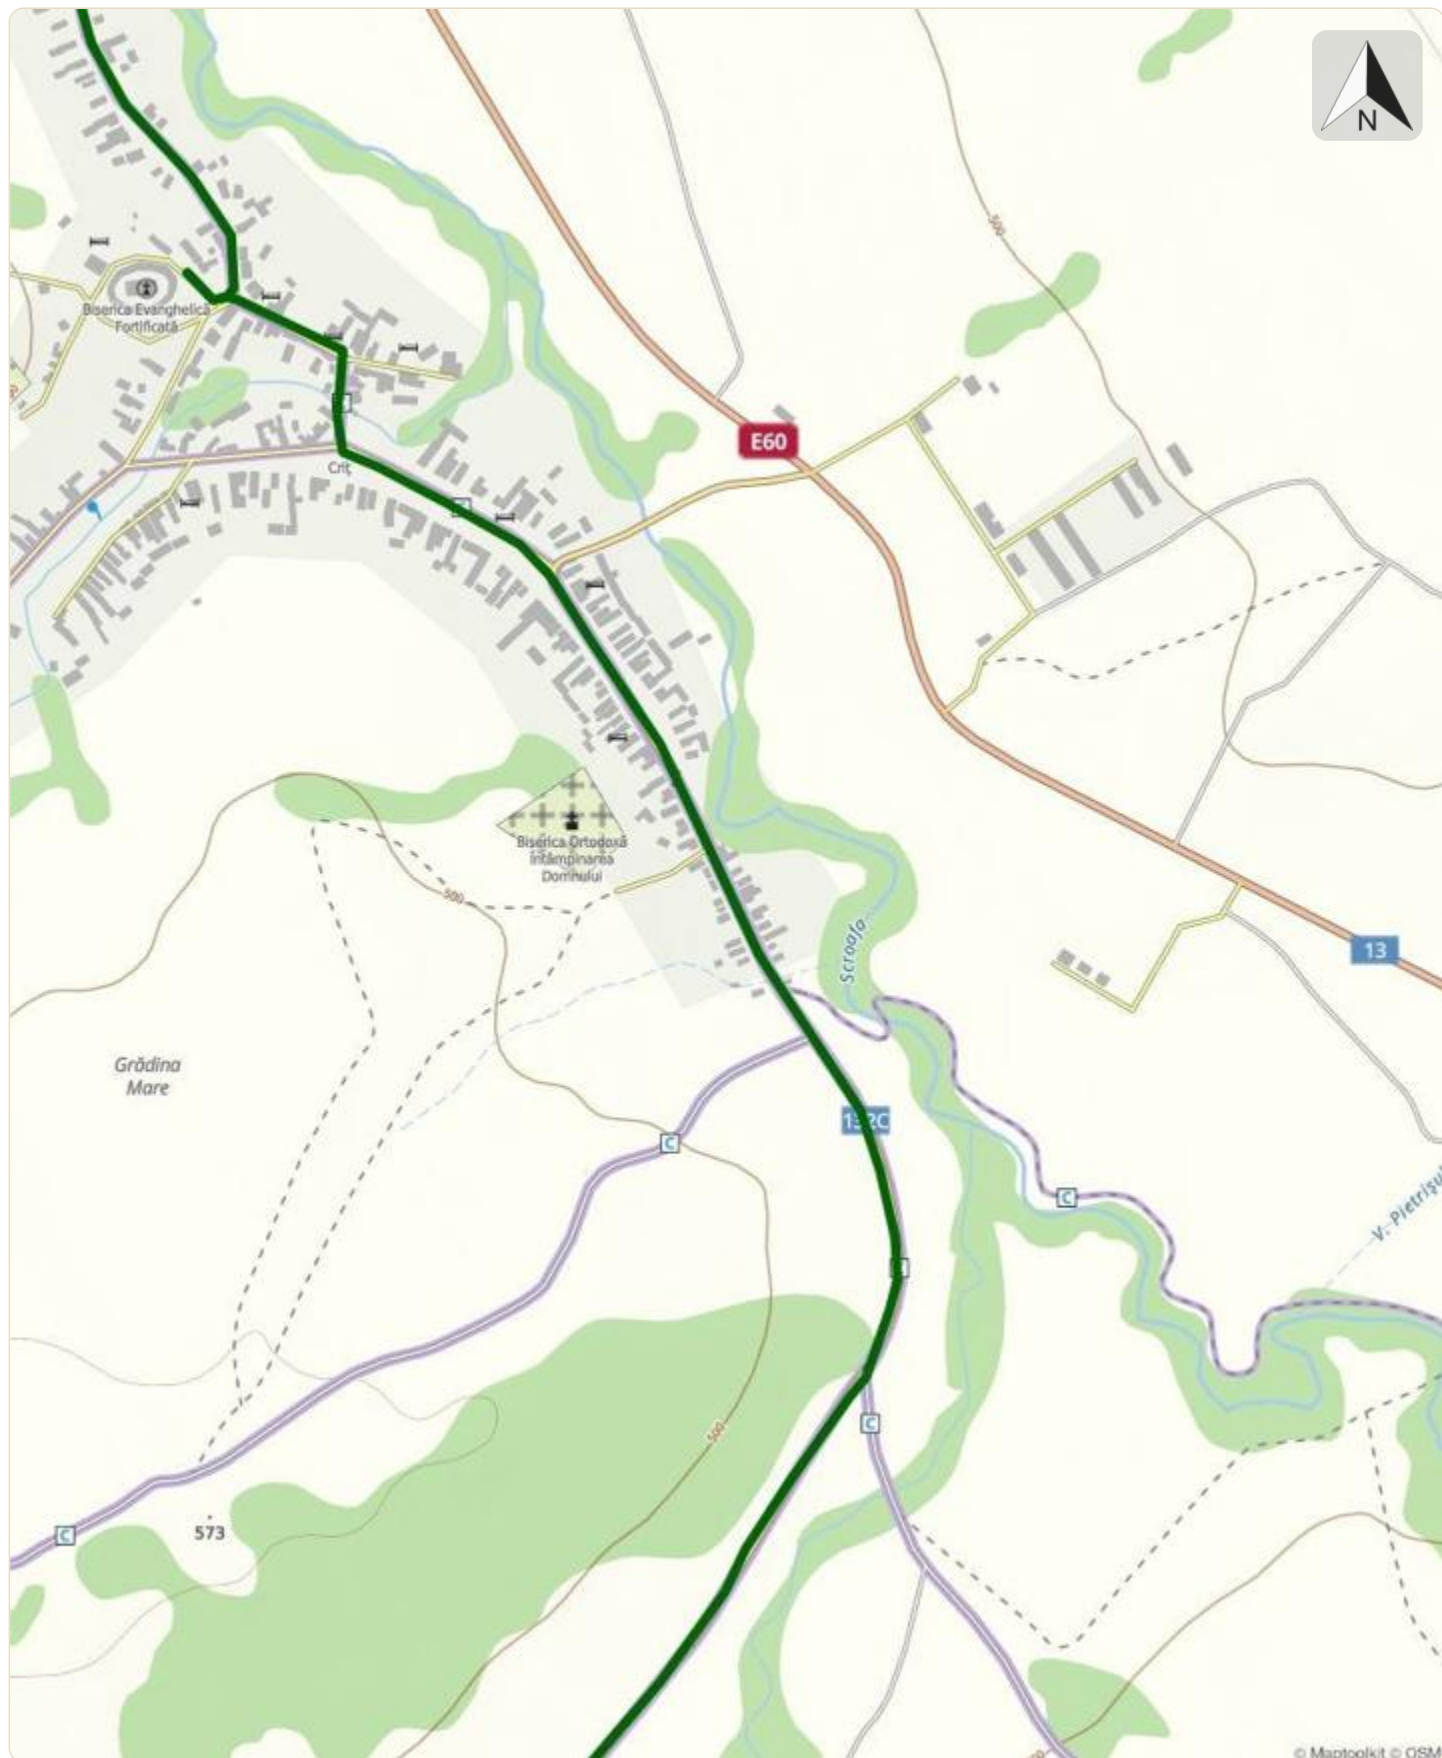 N
500
Biserica Evanghelică
Fortificată
E60
Criț
Biserica Ortodoxă
Întâmpinarea
Domnului
500
Scroafa
13
Grădina
Mare
132C
C
C
V. Pietrișul
500
C
C
573
© Maptoolkit © OSM